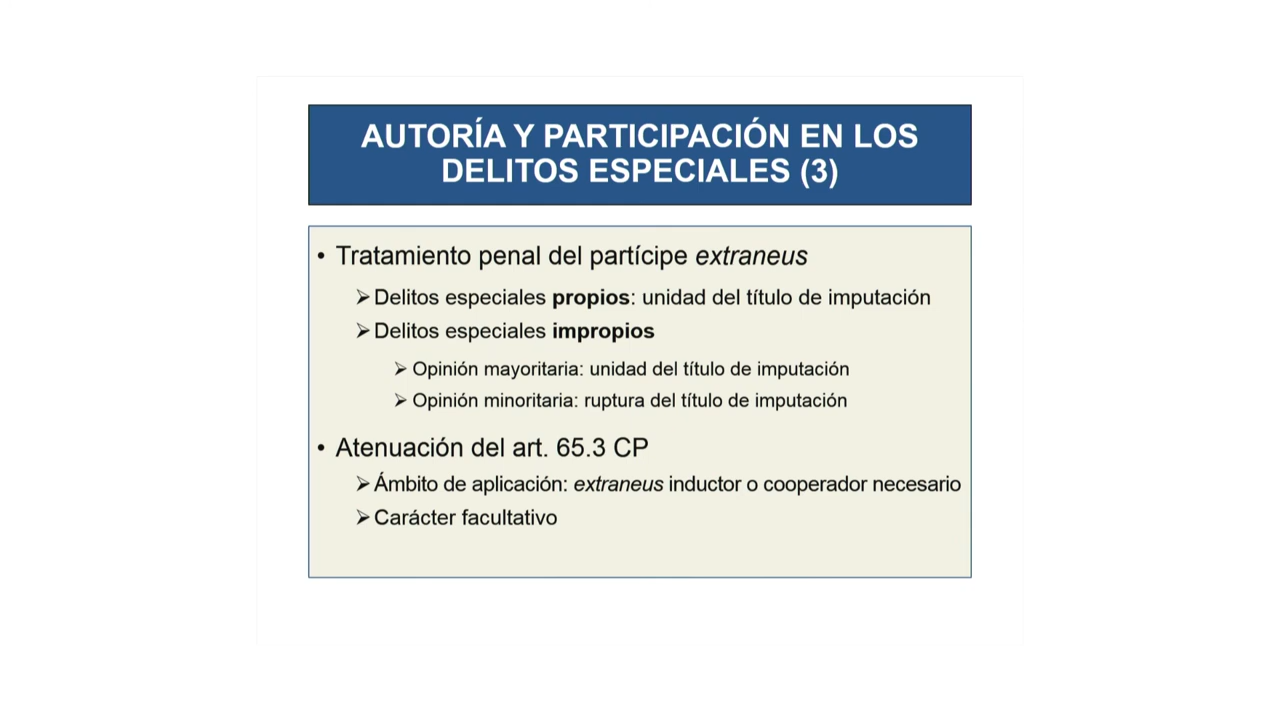 AUTORÍA Y PARTICIPACIÓN EN LOS
DELITOS ESPECIALES (3)
• Tratamiento penal del partícipe extraneus
➢ Delitos especiales propios: unidad del título de imputación
➢ Delitos especiales impropios
➢ Opinión mayoritaria: unidad del título de imputación
➢ Opinión minoritaria: ruptura del título de imputación
• Atenuación del art. 65.3 CP
➢ Ámbito de aplicación: extraneus inductor o cooperador necesario
➢ Carácter facultativo